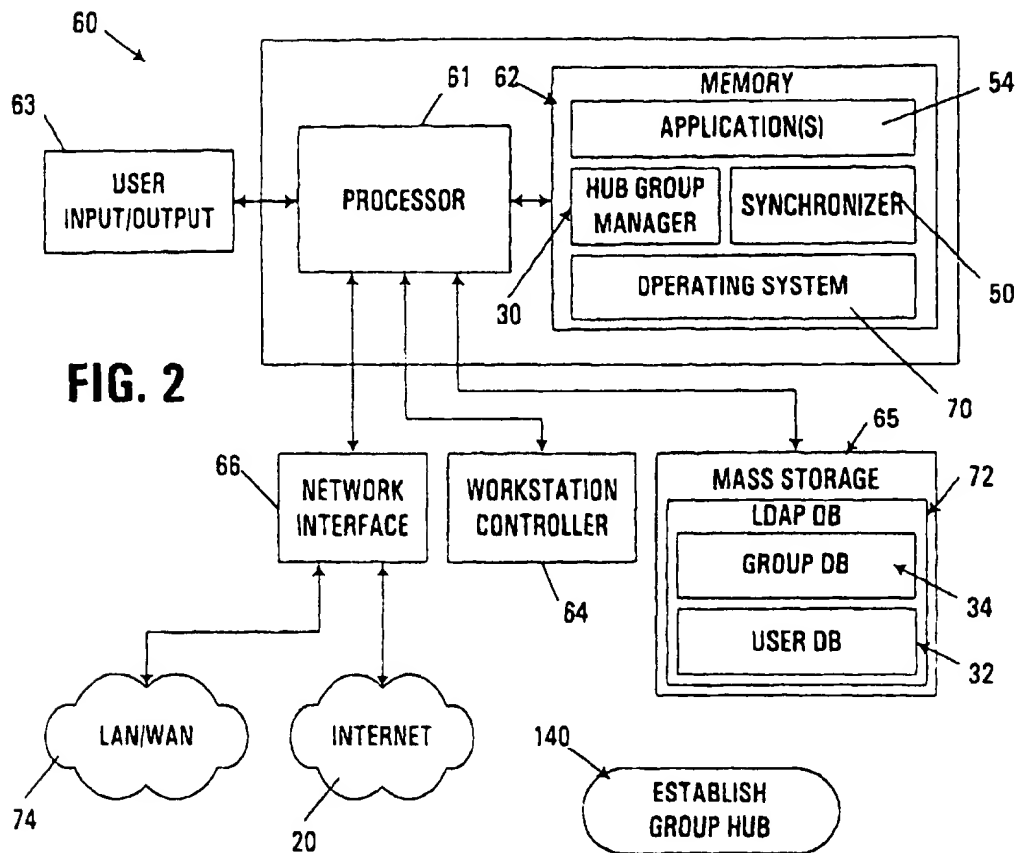 60
63
USER
INPUT/OUTPUT
61
PROCESSOR
62
MEMORY
54
APPLICATION(S)
HUB GROUP
MANAGER
SYNCHRONIZER
30
50
OPERATING SYSTEM
70
FIG. 2
66
NETWORK
INTERFACE
WORKSTATION
CONTROLLER
64
65
MASS STORAGE
72
LDAP DB
GROUP DB
34
USER DB
32
LAN/WAN
74
INTERNET
20
140
ESTABLISH
GROUP HUB